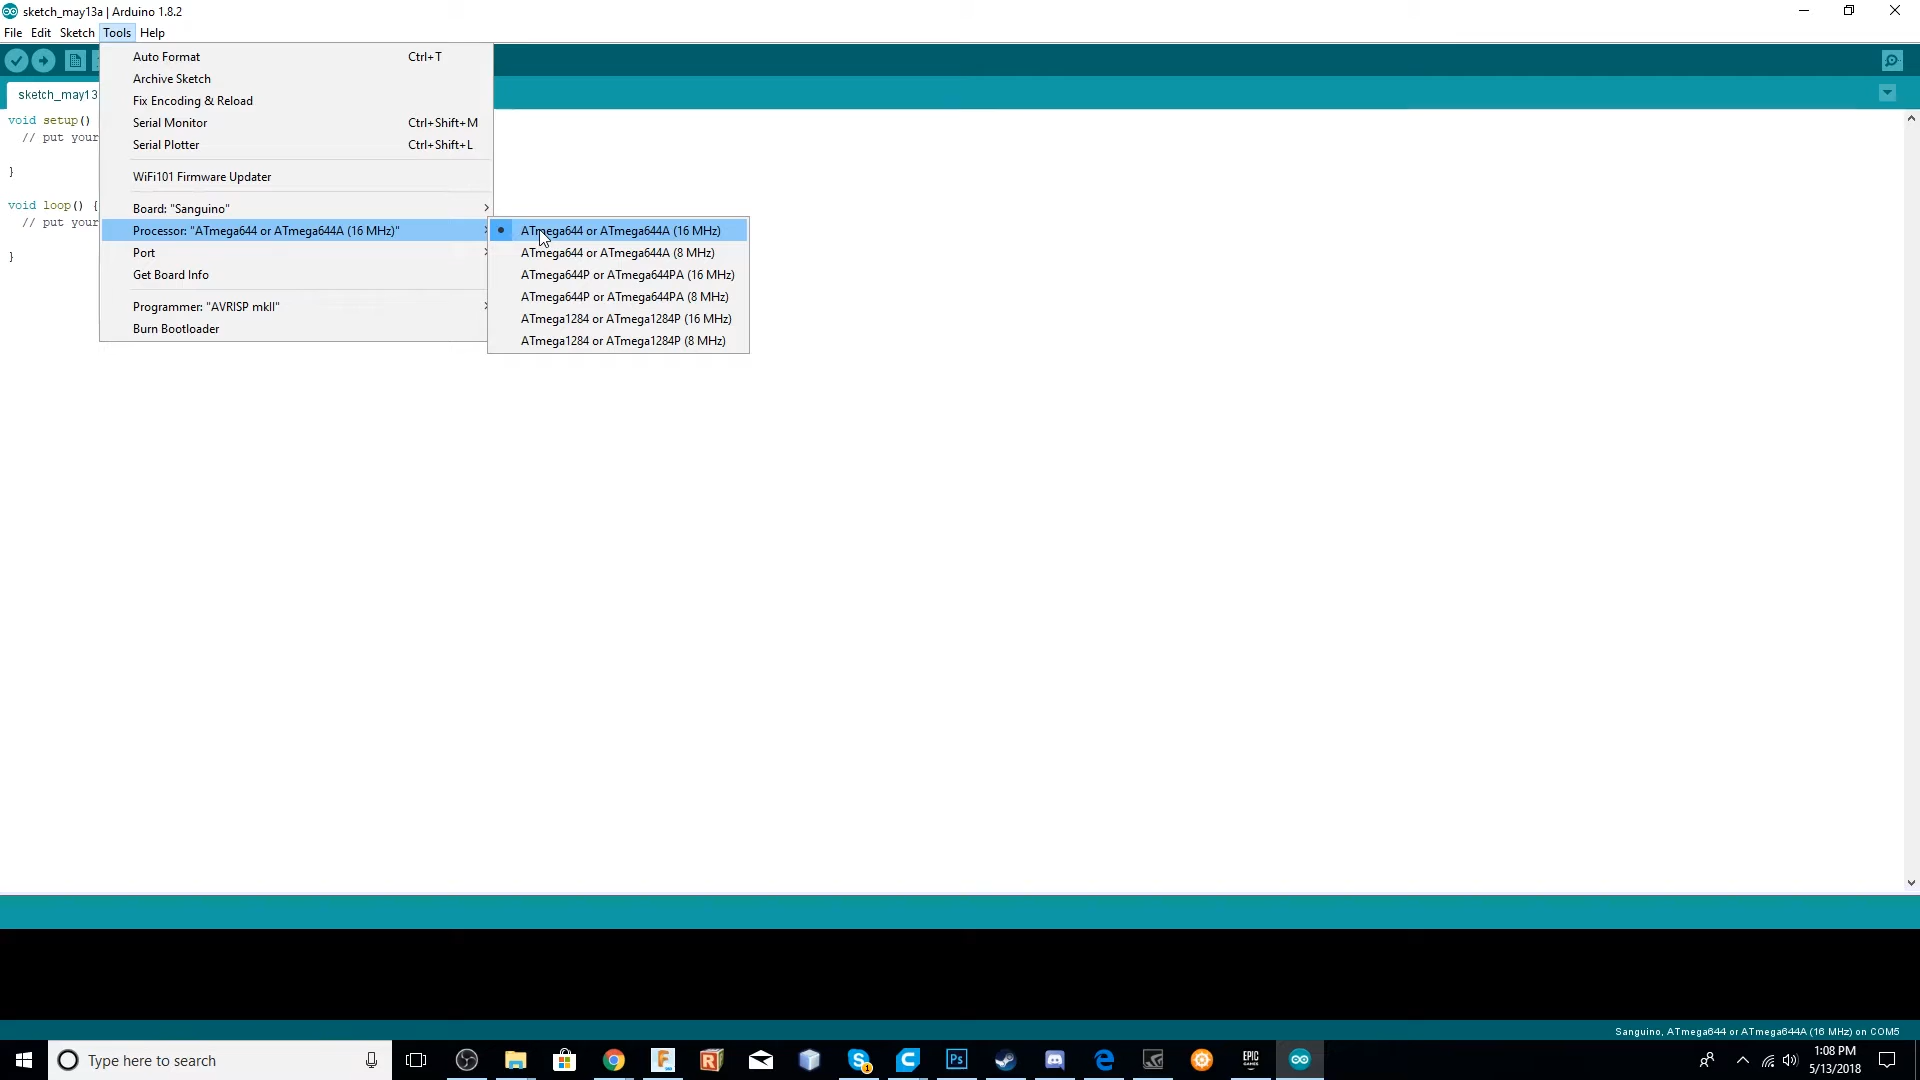 sketch_may13a | Arduino 1.8.2
File Edit Sketch Tools Help
sketch_may13
void setup()
// put your
}
void loop() {
// put your
}
Auto Format Ctrl+T
Archive Sketch
Fix Encoding & Reload
Serial Monitor Ctrl+Shift+M
Serial Plotter Ctrl+Shift+L
WiFi101 Firmware Updater
Board: "Sanguino"
Processor: "ATmega644 or ATmega644A (16 MHz)"
Port
Get Board Info
Programmer: "AVRISP mkII"
Burn Bootloader
ATmega644 or ATmega644A (16 MHz)
ATmega644 or ATmega644A (8 MHz)
ATmega644P or ATmega644PA (16 MHz)
ATmega644P or ATmega644PA (8 MHz)
ATmega1284 or ATmega1284P (16 MHz)
ATmega1284 or ATmega1284P (8 MHz)
Sanguino, ATmega644 or ATmega644A (16 MHz) on COM5
Type here to search
Ps
EPIC GAMES
1:08 PM
5/13/2018